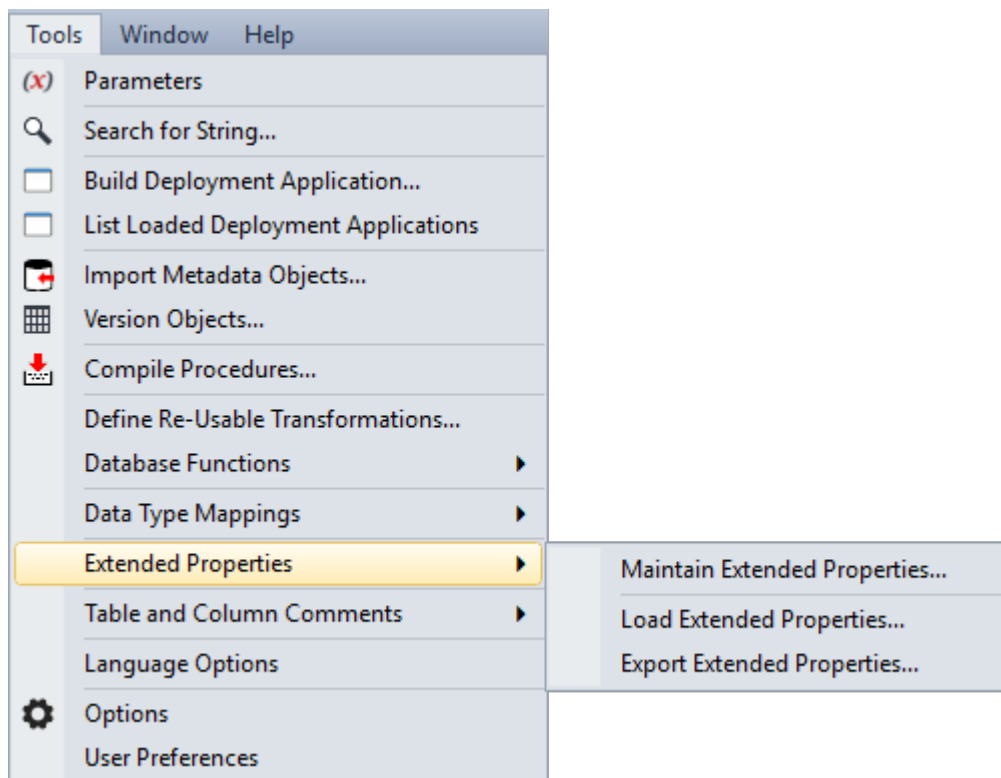 Tools Window Help
(x) Parameters
Search for String...
Build Deployment Application...
List Loaded Deployment Applications
Import Metadata Objects...
Version Objects...
Compile Procedures...
Define Re-Usable Transformations...
Database Functions
Data Type Mappings
Extended Properties
Maintain Extended Properties...
Table and Column Comments
Load Extended Properties...
Language Options
Export Extended Properties...
Options
User Preferences